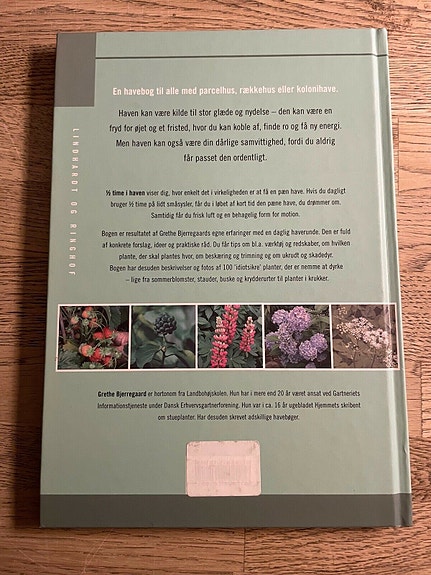 En havebog til alle med parcelhus, rækkehus eller kolonihave.
Haven kan være kilde til stor glæde og nydelse – den kan være en
fryd for øjet og et fristed, hvor du kan koble af, finde ro og få ny energi.
Men haven kan også være din dårlige samvittighed, fordi du aldrig
får passet den ordentligt.
½ time i haven viser dig, hvor enkelt det i virkeligheden er at få en pæn have. Hvis du dagligt
bruger ½ time på lidt småsysler, får du i løbet af kort tid den pæne have, du drømmer om.
Samtidig får du frisk luft og en behagelig form for motion.
Bogen er resultatet af Grethe Bjerregaards egne erfaringer med en daglig haverunde. Den er fuld
af konkrete forslag, ideer og praktiske råd. Du får tips om bl.a. værktøj og redskaber, om hvilken
plante, der skal plantes hvor, om beskæring og trimning og om ukrudt og skadedyr.
Bogen har desuden beskrivelser og fotos af 100 'idiotsikre' planter, der er nemme at dyrke
– lige fra sommerblomster, stauder, buske og krydderurter til planter i krukker.
Grethe Bjerregaard er hortonom fra Landbohøjskolen. Hun har i mere end 20 år været ansat ved Gartneriets
Informationstjeneste under Dansk Erhvervsgartnerforening. Hun var i ca. 16 år ugebladet Hjemmets skribent
om stueplanter. Har desuden skrevet adskillige havebøger.
LINDHARDT OG RINGHOF